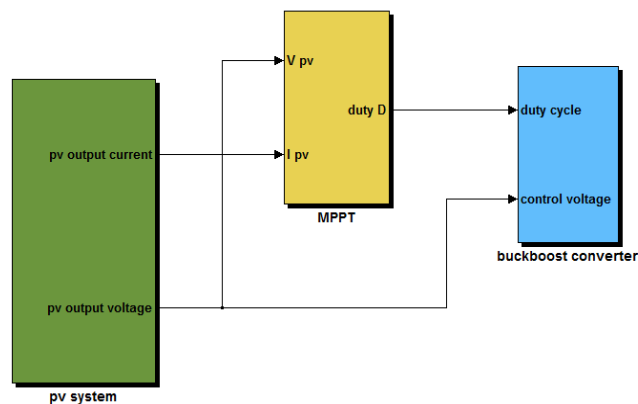 V pv
duty D
duty cycle
pv output current
I pv
control voltage
MPPT
buckboost converter
pv output voltage
pv system